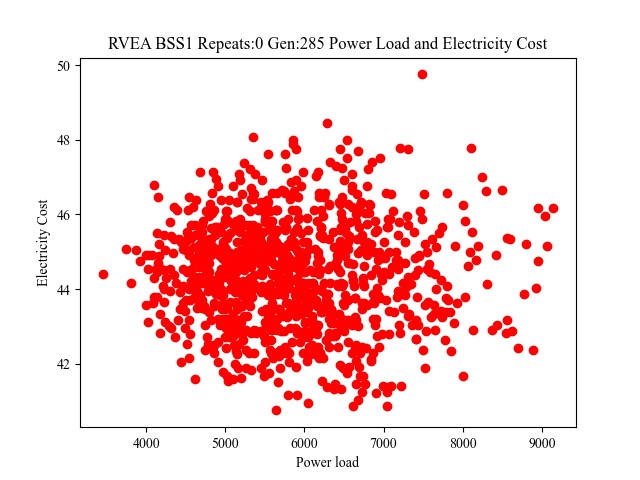 RVEA BSS1 Repeats:0 Gen:285 Power Load and Electricity Cost
50
48
46
44
42
Electricity Cost
4000 5000 6000 7000 8000 9000
Power load